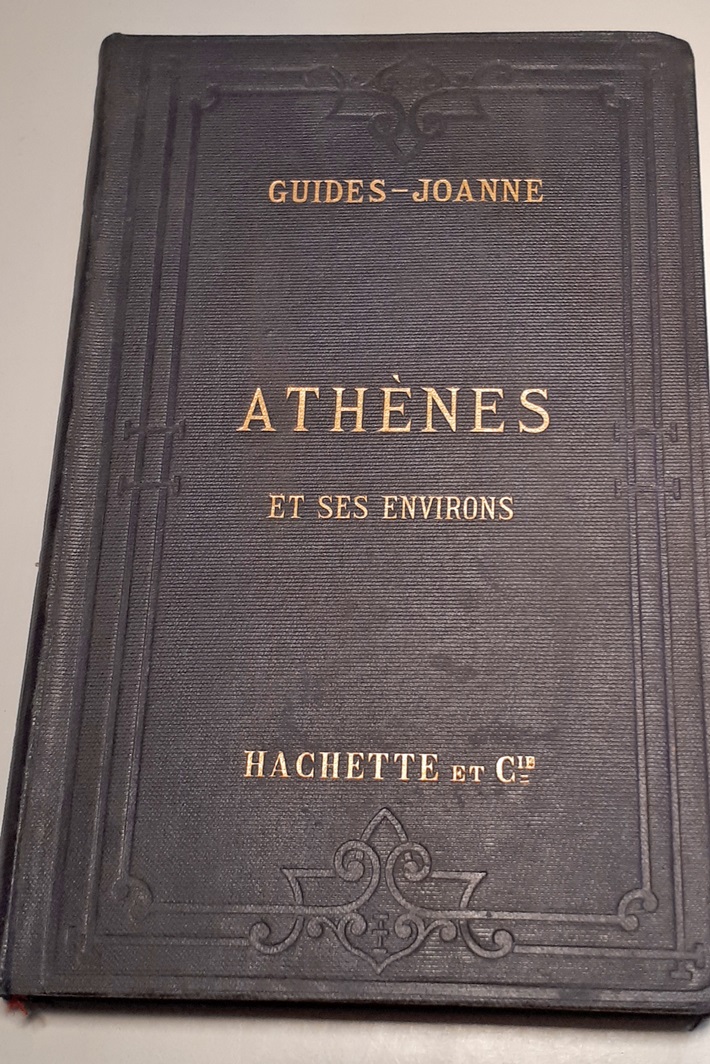 GUIDES-JOANNE
ATHÈNES
ET SES ENVIRONS
HACHETTE ET CIE